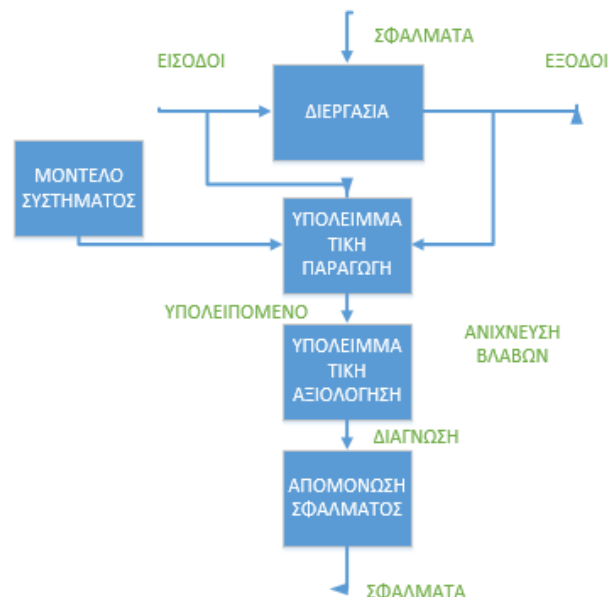 ΣΦΑΛΜΑΤΑ
ΕΙΣΟΔΟΙ
ΕΞΟΔΟΙ
ΔΙΕΡΓΑΣΙΑ
ΜΟΝΤΕΛΟ
ΣΥΣΤΗΜΑΤΟΣ
ΥΠΟΛΕΙΜΜΑ
ΤΙΚΗ
ΠΑΡΑΓΩΓΗ
ΥΠΟΛΕΙΠΟΜΕΝΟ
ΑΝΙΧΝΕΥΣΗ
ΒΛΑΒΩΝ
ΥΠΟΛΕΙΜΜΑ
ΤΙΚΗ
ΑΞΙΟΛΟΓΗΣΗ
ΔΙΑΓΝΩΣΗ
ΑΠΟΜΟΝΩΣΗ
ΣΦΑΛΜΑΤΟΣ
ΣΦΑΛΜΑΤΑ